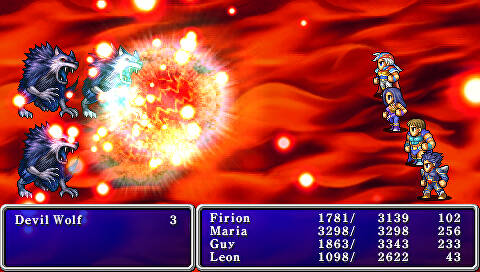 Devil Wolf 3
Firion 1781/ 3139 102
Maria 3298/ 3298 256
Guy 1863/ 3343 233
Leon 1098/ 2622 43